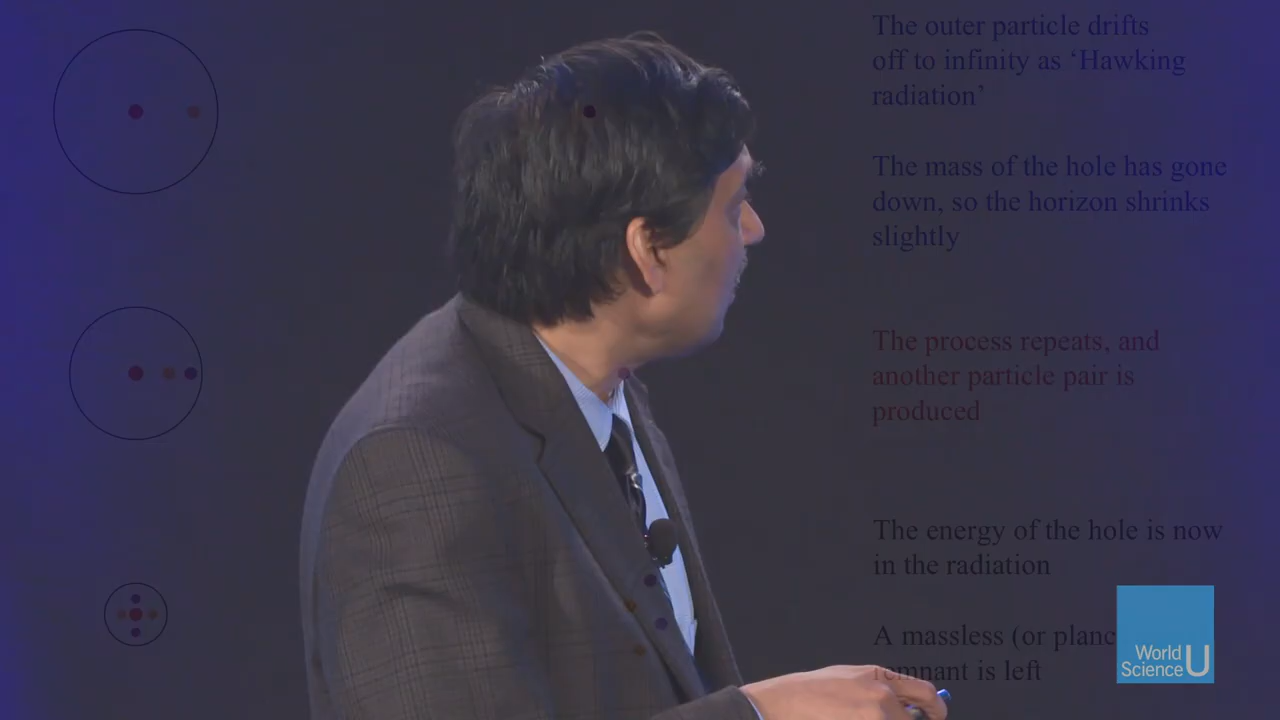 The outer particle drifts
off to infinity as ‘Hawking
radiation’
The mass of the hole has gone
down, so the horizon shrinks
slightly
The process repeats, and
another particle pair is
produced
The energy of the hole is now
in the radiation
A massless (or
remnant is left
World
Science U